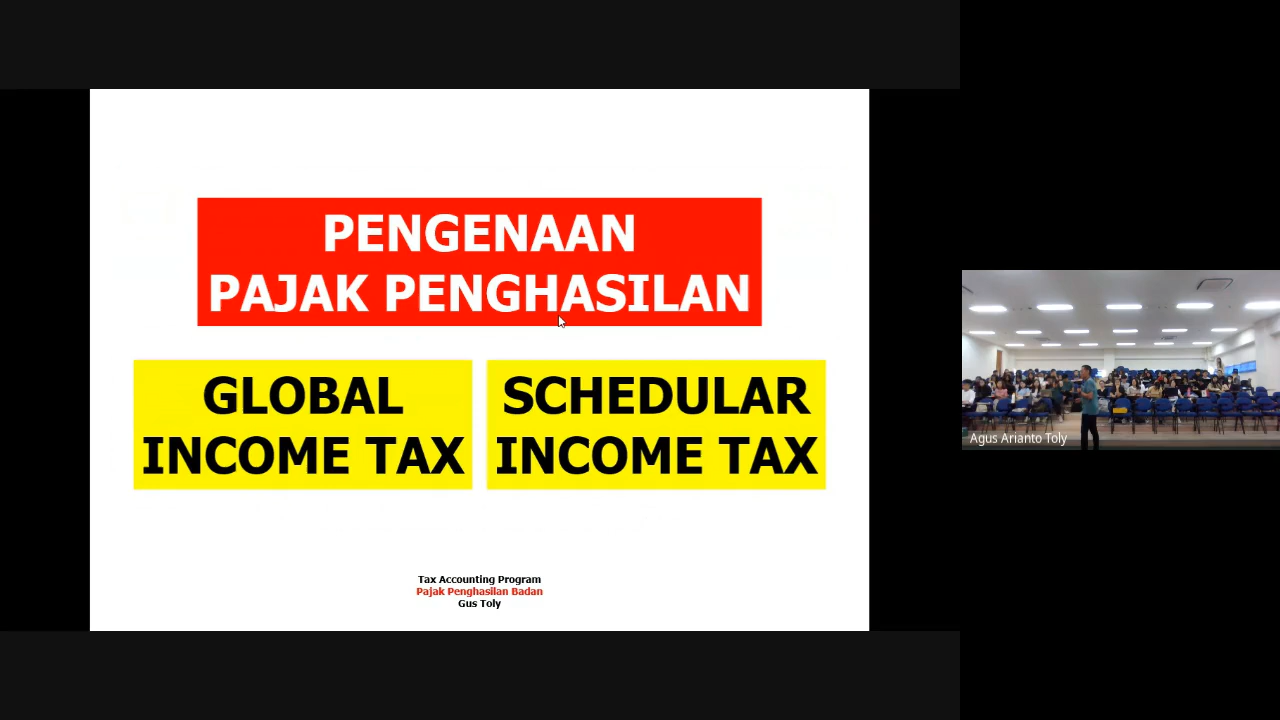 PENGENAAN
PAJAK PENGHASILAN
GLOBAL
INCOME TAX
SCHEDULAR
INCOME TAX
Tax Accounting Program
Pajak Penghasilan Badan
Gus Toly
Agus Arianto Toly